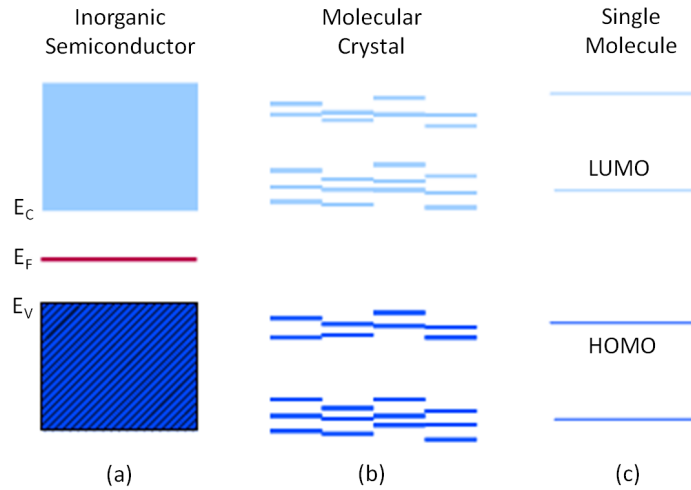 Inorganic
Semiconductor
Molecular
Crystal
Single
Molecule
E_C
E_F
E_V
LUMO
HOMO
(a)
(b)
(c)